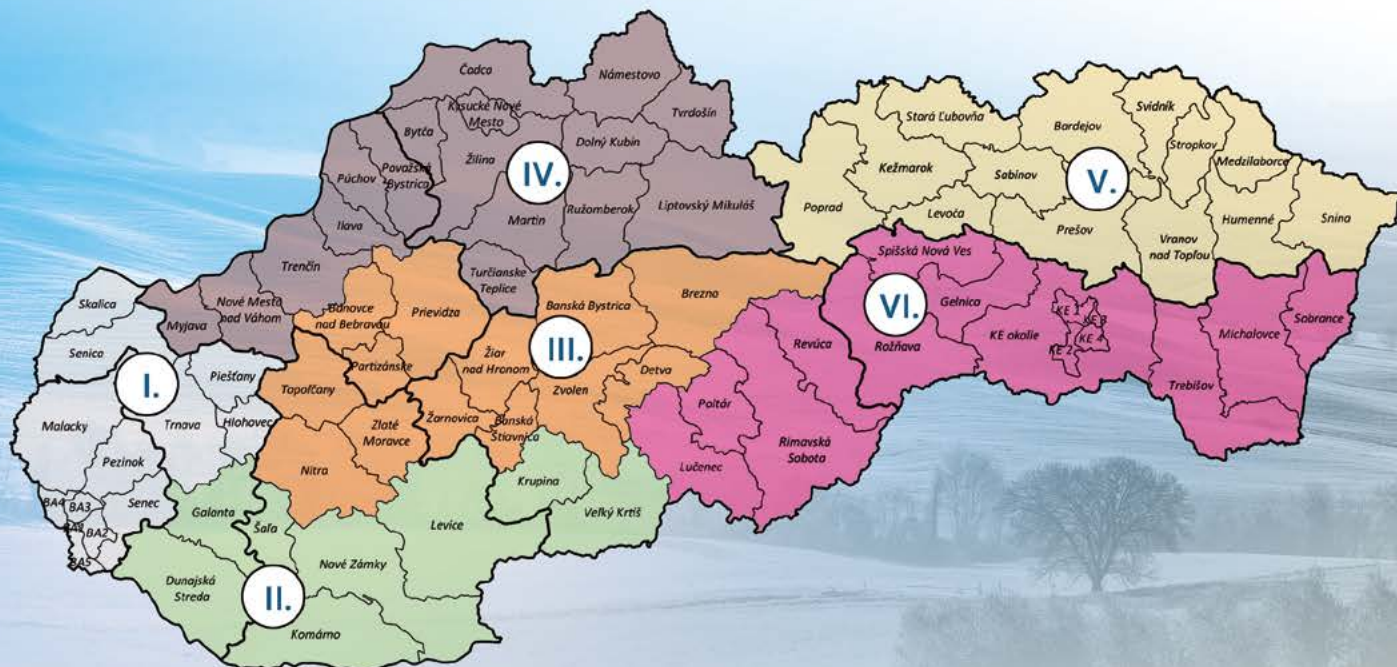 Čadca
Námestovo
Kysucké Nové
Mesto
Tvrdošín
Bytča
Dolný Kubín
Žilina
Považská
Bystrica
Púchov
IV.
Martin
Ružomberok
Liptovský Mikuláš
Ilava
Trenčín
Turčianske
Teplice
Nové Mesto
nad Váhom
Myjava
Svidník
Stará Ľubovňa
Bardejov
Stropkov
Medzilaborce
Kežmarok
Sabinov
V.
Poprad
Levoča
Prešov
Humenné
Snina
Vranov
nad Topľou
Skalica
Senica
Piešťany
I.
Malacky
Trnava
Hlohovec
Pezinok
Senec
BA4
BA3
BA2
BA5
Bánovce
nad Bebravou
Prievidza
Banská Bystrica
Brezno
Žiar
nad Hronom
III.
Partizánske
Topoľčany
Zvolen
Detva
Žarnovica
Banská
Štiavnica
Zlaté
Moravce
Nitra
Spišská Nová Ves
VI.
Gelnica
KE 1
KE 3
KE okolie
KE 4
KE 2
Rožňava
Michalovce
Sobrance
Trebišov
Revúca
Poltár
Rimavská
Sobota
Lučenec
Krupina
Veľký Krtíš
Levice
Galanta
Šaľa
Nové Zámky
Dunajská
Streda
II.
Komárno